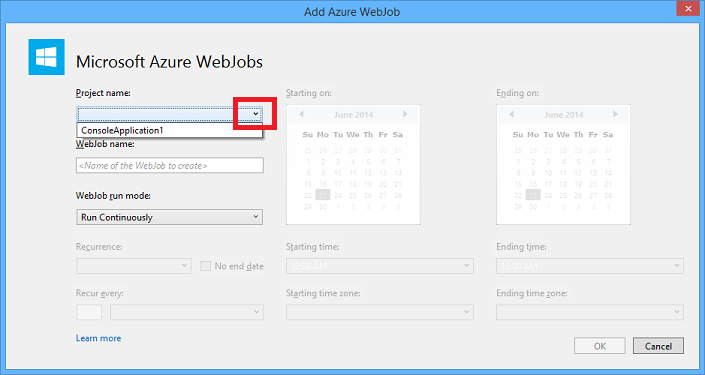 Add Azure WebJob
Microsoft Azure WebJobs
Project name:
ConsoleApplication1
WebJob name:
<Name of the WebJob to create>
WebJob run mode:
Run Continuously
Recurrence:
No end date
Recur every:
Learn more
Starting on:
June 2014
Su Mo Tu We Th Fr Sa
25 26 27 28 29 30 31
1 2 3 4 5 6 7
8 9 10 11 12 13 14
15 16 17 18 19 20 21
22 24 25 26 27 28
29 30 1 2 3 4 5
Starting time:
12:00 AM
Starting time zone:
Ending on:
June 2014
Su Mo Tu We Th Fr Sa
25 26 27 28 29 30 31
1 2 3 4 5 6 7
8 9 10 11 12 13 14
15 16 17 18 19 20 21
22 24 25 26 27 28
29 30 1 2 3 4 5
Ending time:
12:00 AM
Ending time zone:
OK Cancel